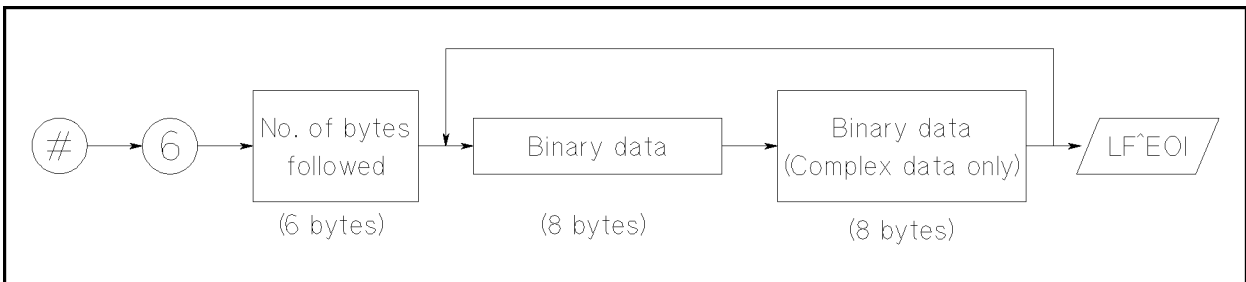 #
6
No. of bytes
followed
(6 bytes)
Binary data
(8 bytes)
Binary data
(Complex data only)
(8 bytes)
LF^EOI